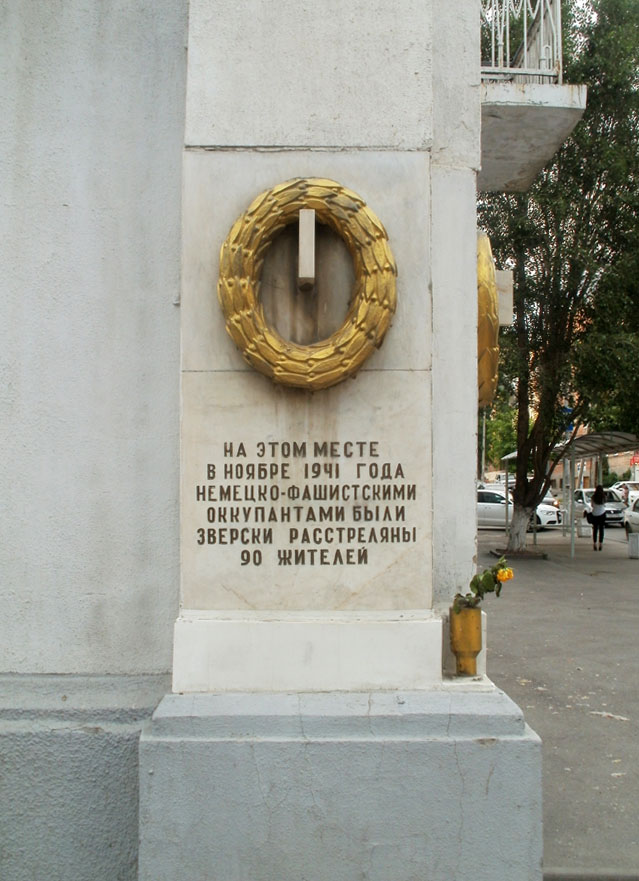 НА ЭТОМ МЕСТЕ
В НОЯБРЕ 1941 ГОДА
НЕМЕЦКО-ФАШИСТСКИМИ
ОККУПАНТАМИ БЫЛИ
ЗВЕРСКИ РАССТРЕЛЯНЫ
90 ЖИТЕЛЕЙ